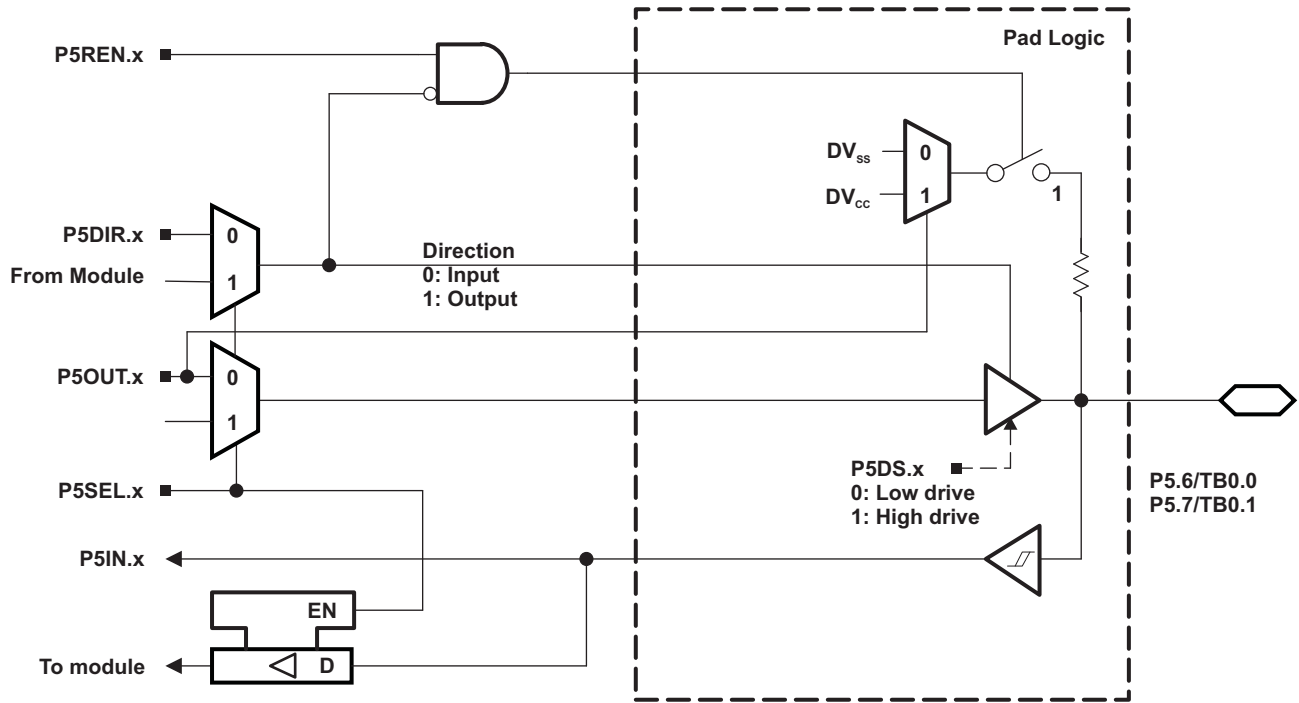 Pad Logic
P5REN.x
DVss
0
DVcc
1
1
P5DIR.x
0
From Module
1
Direction
0: Input
1: Output
P5OUT.x
0
1
P5DS.x
0: Low drive
1: High drive
P5.6/TB0.0
P5.7/TB0.1
P5SEL.x
P5IN.x
EN
To module
D